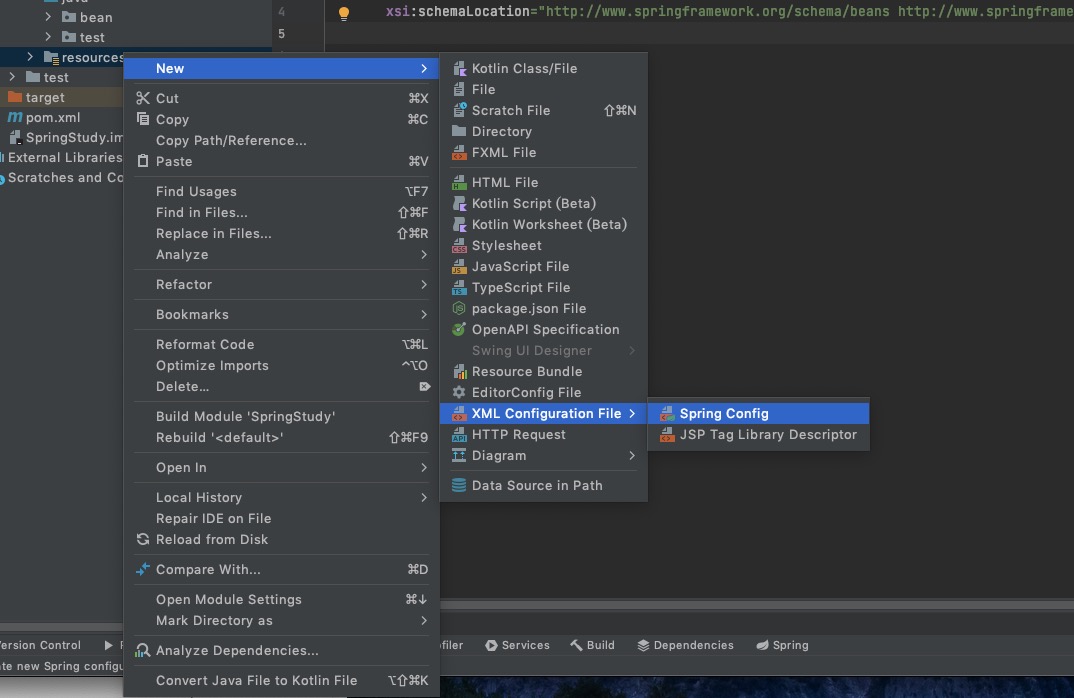 java
bean
test
resources
test
target
pom.xml
SpringStudy.im
External Libraries
Scratches and Co
4
5
xsi:schemaLocation="http://www.springframework.org/schema/beans http://www.springframe
New
Cut ⌘X
Copy ⌘C
Copy Path/Reference...
Paste ⌘V
Find Usages ⌥F7
Find in Files... ⇧⌘F
Replace in Files... ⇧⌘R
Analyze
Refactor
Bookmarks
Reformat Code ⌥⌘L
Optimize Imports ^⌥O
Delete... ⌦
Build Module 'SpringStudy'
Rebuild '<default>' ⇧⌘F9
Open In
Local History
Repair IDE on File
Reload from Disk
Compare With... ⌘D
Open Module Settings ⌘↓
Mark Directory as
Analyze Dependencies...
Convert Java File to Kotlin File ⌥⇧⌘K
Kotlin Class/File
File
Scratch File ⇧⌘N
Directory
FXML File
HTML File
Kotlin Script (Beta)
Kotlin Worksheet (Beta)
Stylesheet
JavaScript File
TypeScript File
package.json File
OpenAPI Specification
Swing UI Designer
Resource Bundle
EditorConfig File
XML Configuration File
HTTP Request
Diagram
Data Source in Path
Spring Config
JSP Tag Library Descriptor
ersion Control
filer
Services
Build
Dependencies
Spring
te new Spring configu